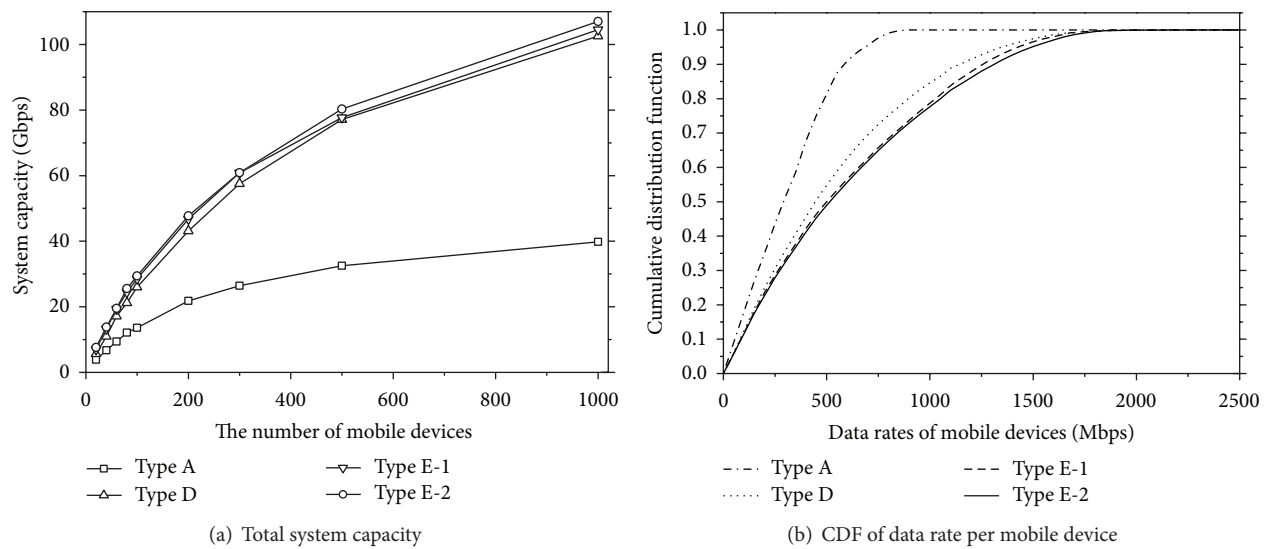 100
80
60
40
20
0
System capacity (Gbps)
0 200 400 600 800 1000
The number of mobile devices
Type A
Type D
Type E-1
Type E-2
(a) Total system capacity
1.0
0.9
0.8
0.7
0.6
0.5
0.4
0.3
0.2
0.1
0.0
Cumulative distribution function
0 500 1000 1500 2000 2500
Data rates of mobile devices (Mbps)
Type A
Type D
Type E-1
Type E-2
(b) CDF of data rate per mobile device